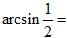 arcsin 1/2 =